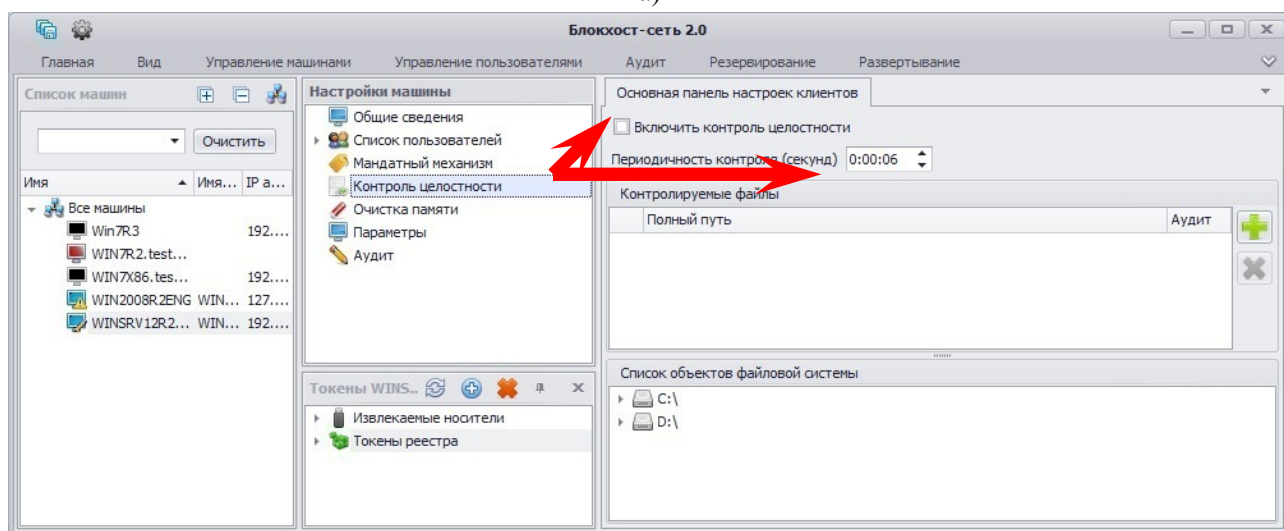 а)
Блокхост-сеть 2.0
Главная Вид Управление машинами Управление пользователями Аудит Резервирование Развертывание
Список машин
Очистить
Имя Имя... IP а...
Все машины
Win7R3 192....
WIN7R2.test...
WIN7X86.tes... 192....
WIN2008R2ENG WIN... 127....
WINSRV12R2... WIN... 192....
Настройки машины
Общие сведения
Список пользователей
Мандатный механизм
Контроль целостности
Очистка памяти
Параметры
Аудит
Токены WINS..
Извлекаемые носители
Токены реестра
Основная панель настроек клиентов
Включить контроль целостности
Периодичность контроля (секунд) 0:00:06
Контролируемые файлы
Полный путь Аудит
Список объектов файловой системы
C:\
D:\